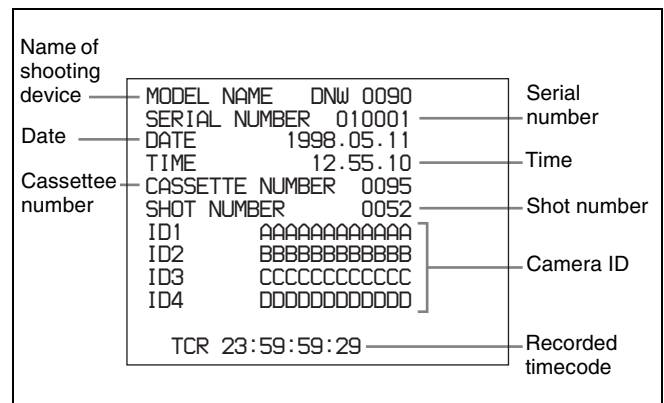 Name of
shooting
device
Date
Cassettee
number
MODEL NAME DNW 0090
SERIAL NUMBER 010001
DATE 1998.05.11
TIME 12.55.10
CASSETTE NUMBER 0095
SHOT NUMBER 0052
ID1 AAAAAAAAAAAA
ID2 BBBBBBBBBBBB
ID3 CCCCCCCCCCCC
ID4 DDDDDDDDDDDD
TCR 23:59:59:29
Serial
number
Time
Shot number
Camera ID
Recorded
timecode